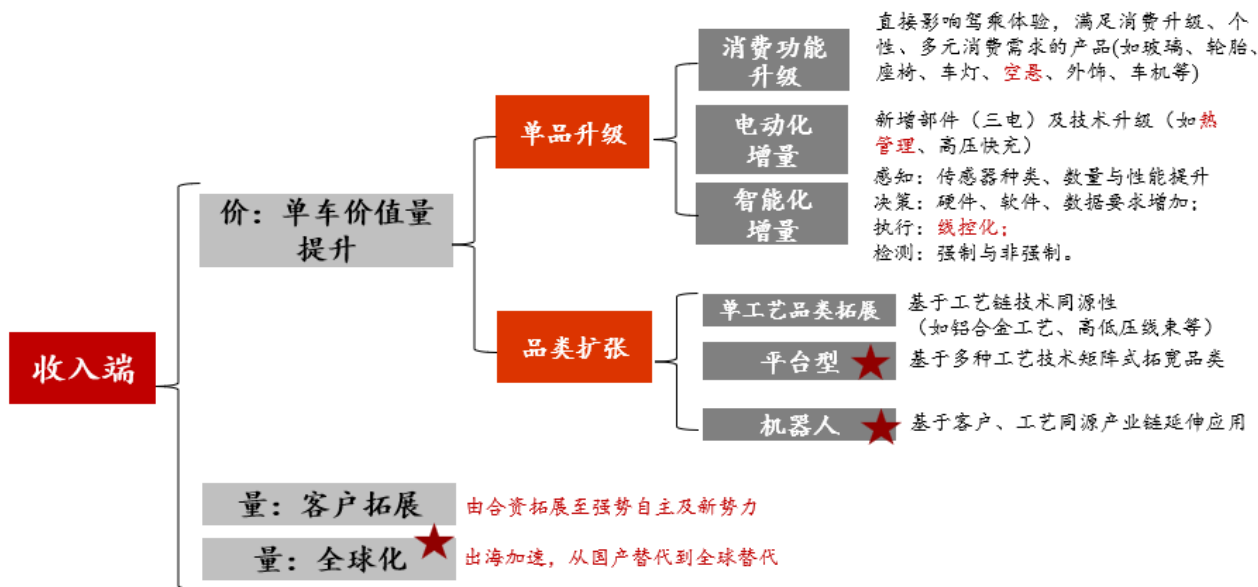 收入端
价：单车价值量
提升
单品升级
消费功能
升级
直接影响驾乘体验，满足消费升级、个
性、多元消费需求的产品(如玻璃、轮胎、
座椅、车灯、空悬、外饰、车机等)
电动化
增量
新增部件（三电）及技术升级（如热
管理、高压快充）
智能化
增量
感知：传感器种类、数量与性能提升
决策：硬件、软件、数据要求增加；
执行：线控化；
检测：强制与非强制。
品类扩张
单工艺品类拓展
基于工艺链技术同源性
（如铝合金工艺、高低压线束等）
平台型
基于多种工艺技术矩阵式拓宽品类
机器人
基于客户、工艺同源产业链延伸应用
量：客户拓展
由合资拓展至强势自主及新势力
量：全球化
出海加速，从国产替代到全球替代